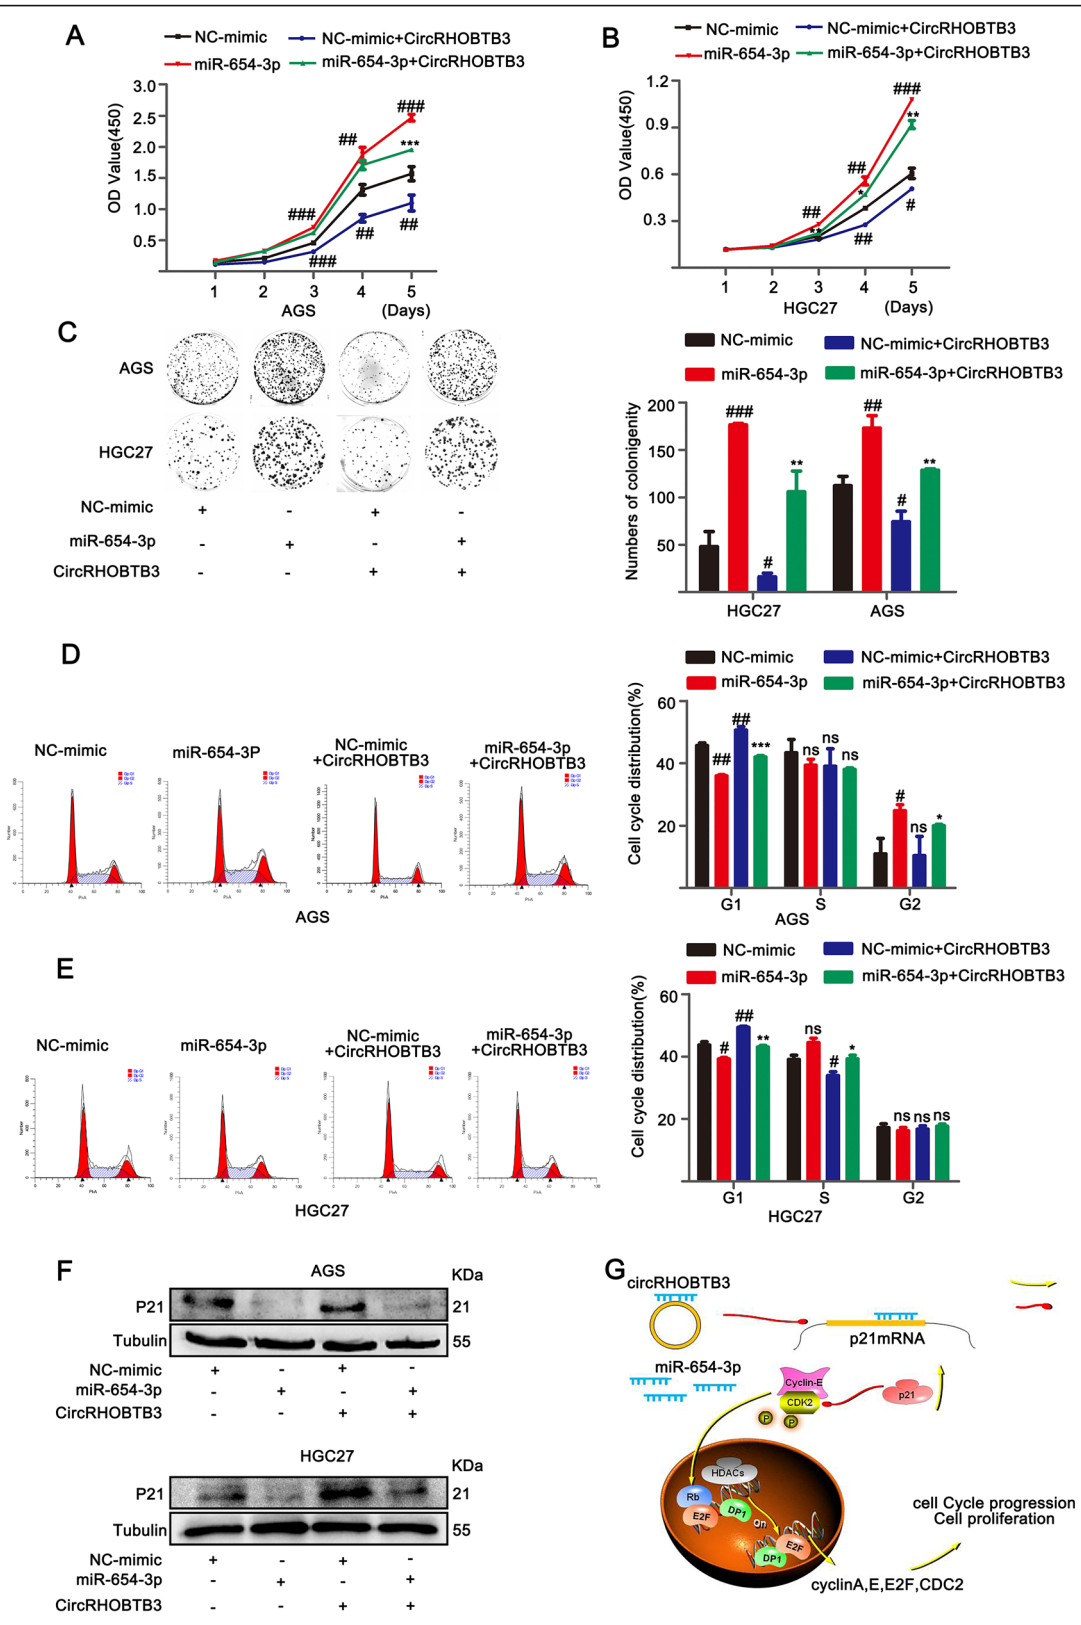 A
NC-mimic NC-mimic+CircRHOBTB3
miR-654-3p miR-654-3p+CircRHOBTB3
OD Value(450)
3.0
2.5
2.0
1.5
1.0
0.5
###
##
***
###
##
##
###
1 2 3 4 5
AGS (Days)
B
NC-mimic NC-mimic+CircRHOBTB3
miR-654-3p miR-654-3p+CircRHOBTB3
OD Value(450)
1.2
0.9
0.6
0.3
###
**
##
*
##
**
#
##
1 2 3 4 5
HGC27 (Days)
C
AGS
HGC27
NC-mimic + - + -
miR-654-3p - + - +
CircRHOBTB3 - - + +
NC-mimic NC-mimic+CircRHOBTB3
miR-654-3p miR-654-3p+CircRHOBTB3
Numbers of colonigenity
200
150
100
50
### # ** ## # **
HGC27 AGS
D
NC-mimic
miR-654-3P
NC-mimic
+CircRHOBTB3
miR-654-3p
+CircRHOBTB3
AGS
NC-mimic NC-mimic+CircRHOBTB3
miR-654-3p miR-654-3p+CircRHOBTB3
Cell cycle distribution(%)
60
40
20
## ## *** ns ns ns # ns *
G1 S G2
AGS
E
NC-mimic
miR-654-3p
NC-mimic
+CircRHOBTB3
miR-654-3p
+CircRHOBTB3
HGC27
NC-mimic NC-mimic+CircRHOBTB3
miR-654-3p miR-654-3p+CircRHOBTB3
Cell cycle distribution(%)
60
40
20
# ## ** ns # * ns ns ns
G1 S G2
HGC27
F
AGS
KDa
P21 21
Tubulin 55
NC-mimic + - + -
miR-654-3p - + - +
CircRHOBTB3 - - + +
HGC27
KDa
P21 21
Tubulin 55
NC-mimic + - + -
miR-654-3p - + - +
CircRHOBTB3 - - + +
G
circRHOBTB3
p21mRNA
miR-654-3p
Cyclin-E
CDK2
p21
P P
HDACs
Rb
E2F
DP1
On
E2F
DP1
cell Cycle progression
Cell proliferation
cyclinA,E,E2F,CDC2